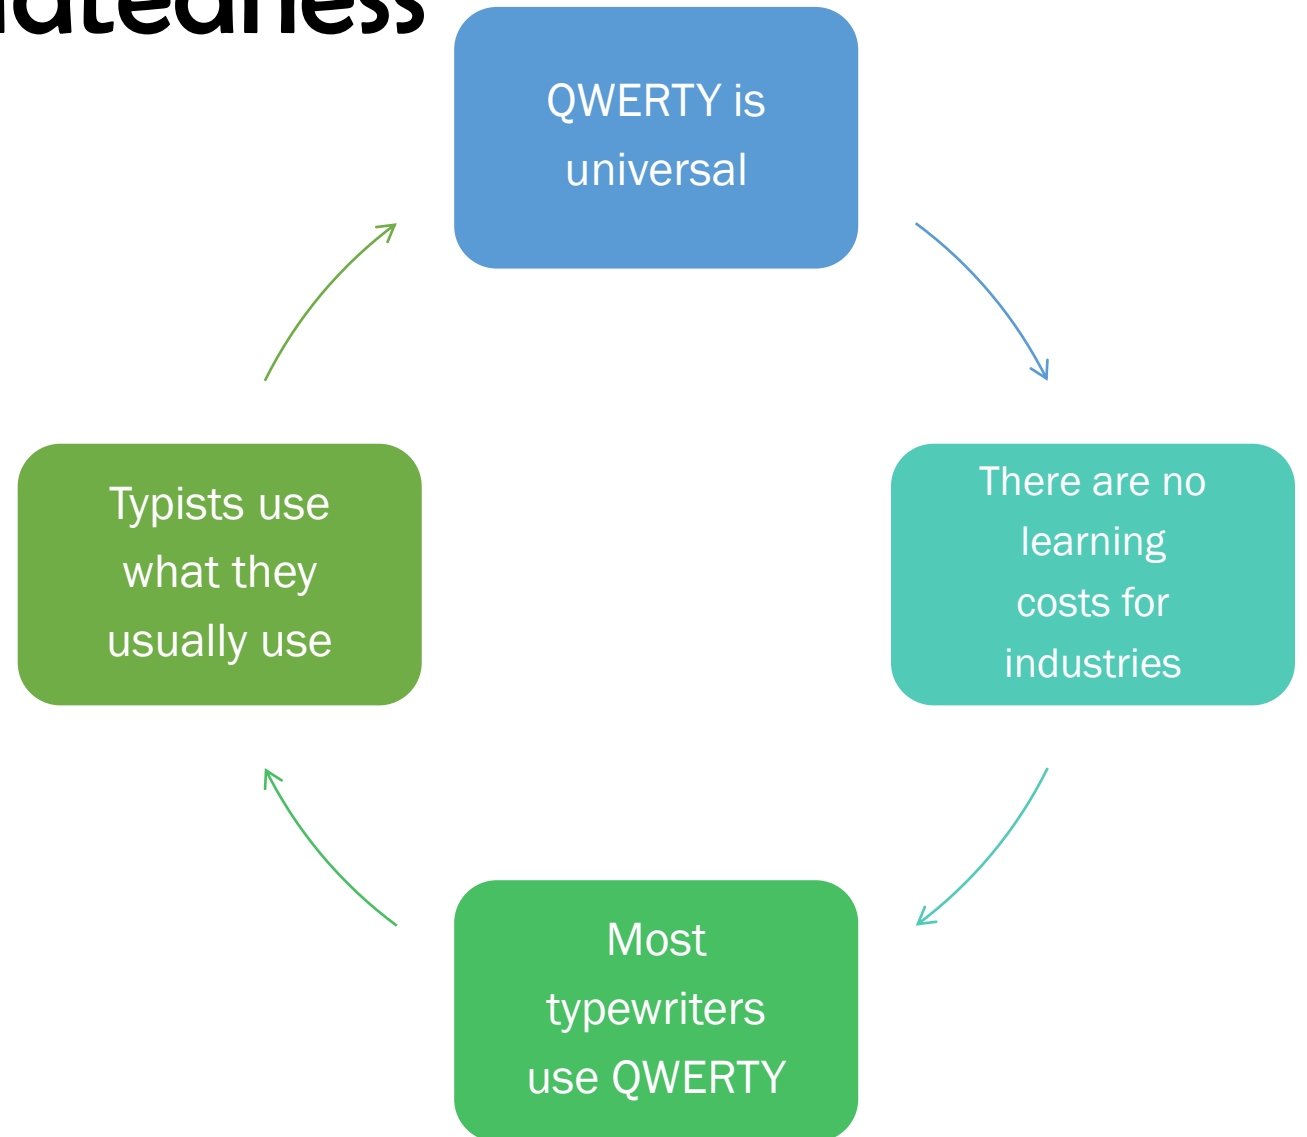 QWERTY is
universal
There are no
learning
costs for
industries
Most
typewriters
use QWERTY
Typists use
what they
usually use